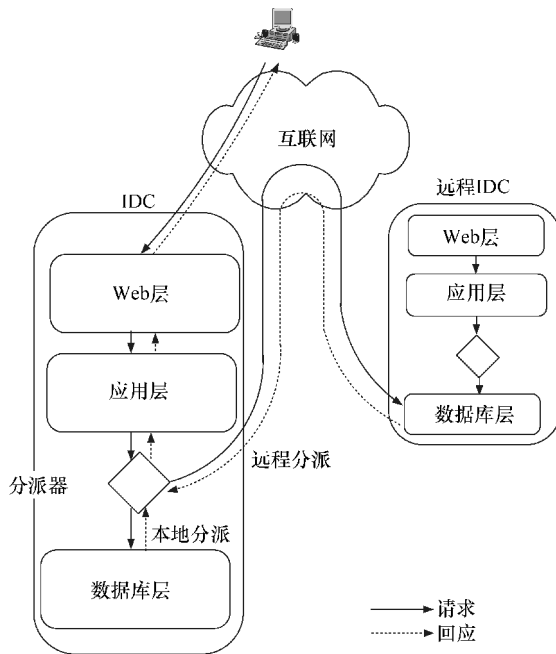 互联网
IDC
远程IDC
Web层
应用层
数据库层
Web层
应用层
远程分派
分派器
本地分派
数据库层
请求
回应